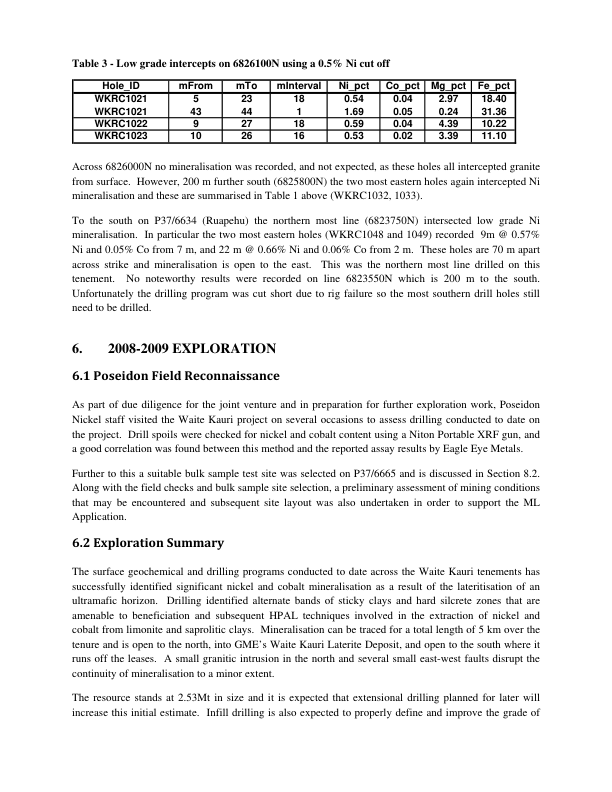 Table 3 - Low grade intercepts on 6826100N using a 0.5% Ni cut off
Hole_ID mFrom mTo mInterval Ni_pct Co_pct Mg_pct Fe_pct
WKRC1021 5 23 18 0.54 0.04 2.97 18.40
WKRC1021 43 44 1 1.69 0.05 0.24 31.36
WKRC1022 9 27 18 0.59 0.04 4.39 10.22
WKRC1023 10 26 16 0.53 0.02 3.39 11.10
Across 6826000N no mineralisation was recorded, and not expected, as these holes all intercepted granite
from surface. However, 200 m further south (6825800N) the two most eastern holes again intercepted Ni
mineralisation and these are summarised in Table 1 above (WKRC1032, 1033).
To the south on P37/6634 (Ruapehu) the northern most line (6823750N) intersected low grade Ni
mineralisation. In particular the two most eastern holes (WKRC1048 and 1049) recorded 9m @ 0.57%
Ni and 0.05% Co from 7 m, and 22 m @ 0.66% Ni and 0.06% Co from 2 m. These holes are 70 m apart
across strike and mineralisation is open to the east. This was the northern most line drilled on this
tenement. No noteworthy results were recorded on line 6823550N which is 200 m to the south.
Unfortunately the drilling program was cut short due to rig failure so the most southern drill holes still
need to be drilled.
6. 2008-2009 EXPLORATION
6.1 Poseidon Field Reconnaissance
As part of due diligence for the joint venture and in preparation for further exploration work, Poseidon
Nickel staff visited the Waite Kauri project on several occasions to assess drilling conducted to date on
the project. Drill spoils were checked for nickel and cobalt content using a Niton Portable XRF gun, and
a good correlation was found between this method and the reported assay results by Eagle Eye Metals.
Further to this a suitable bulk sample test site was selected on P37/6665 and is discussed in Section 8.2.
Along with the field checks and bulk sample site selection, a preliminary assessment of mining conditions
that may be encountered and subsequent site layout was also undertaken in order to support the ML
Application.
6.2 Exploration Summary
The surface geochemical and drilling programs conducted to date across the Waite Kauri tenements has
successfully identified significant nickel and cobalt mineralisation as a result of the lateritisation of an
ultramafic horizon. Drilling identified alternate bands of sticky clays and hard silcrete zones that are
amenable to beneficiation and subsequent HPAL techniques involved in the extraction of nickel and
cobalt from limonite and saprolitic clays. Mineralisation can be traced for a total length of 5 km over the
tenure and is open to the north, into GME's Waite Kauri Laterite Deposit, and open to the south where it
runs off the leases. A small granitic intrusion in the north and several small east-west faults disrupt the
continuity of mineralisation to a minor extent.
The resource stands at 2.53Mt in size and it is expected that extensional drilling planned for later will
increase this initial estimate. Infill drilling is also expected to properly define and improve the grade of